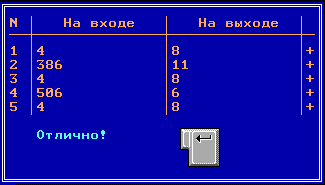 N На входе На выходе
1 4 8 +
2 386 11 +
3 4 8 +
4 506 6 +
5 4 8 +
Отлично!